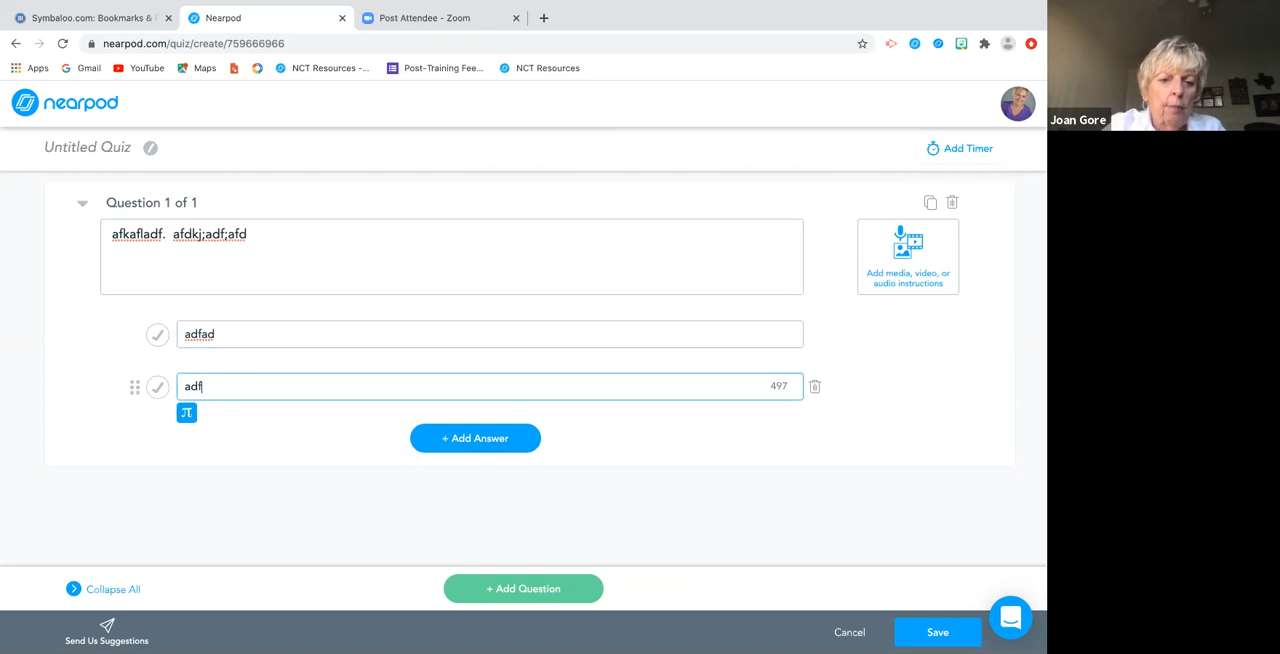 Symbaloo.com: Bookmarks &
Nearpod
Post Attendee - Zoom
nearpod.com/quiz/create/759666966
Apps
Gmail
YouTube
Maps
NCT Resources -...
Post-Training Fee...
NCT Resources
nearpod
Joan Gore
Untitled Quiz
Add Timer
Question 1 of 1
afkafladf. afdkj;adf;afd
Add media, video, or
audio instructions
adfad
adf
497
π
+ Add Answer
Collapse All
+ Add Question
Send Us Suggestions
Cancel
Save